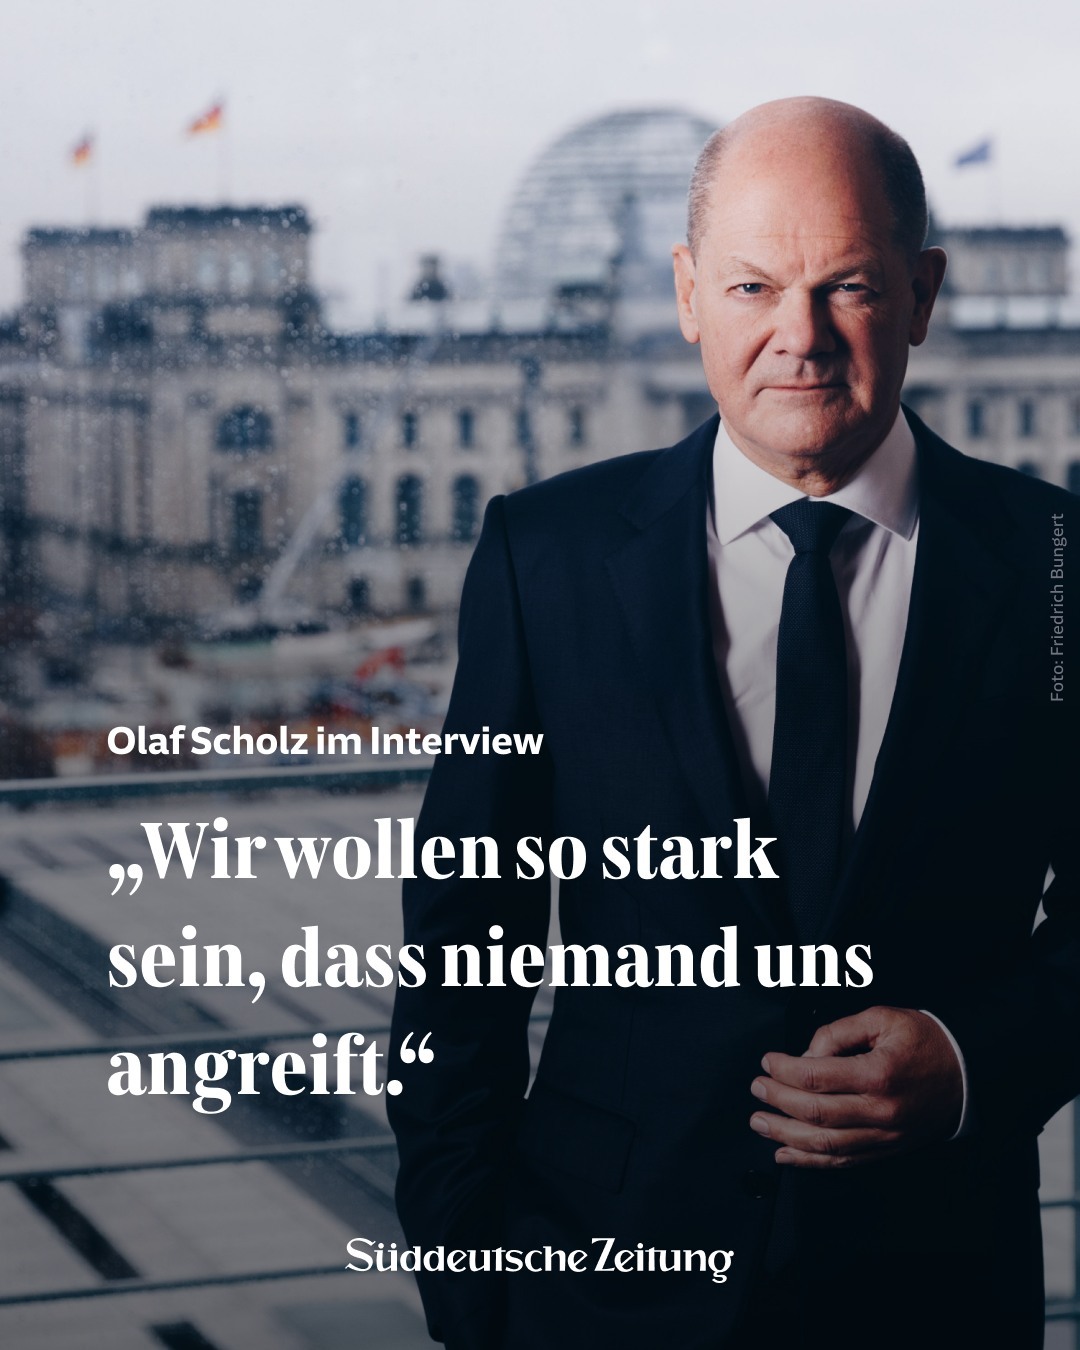 Foto: Friedrich Bungert
Olaf Scholz im Interview
„Wir wollen so stark
sein, dass niemand uns
angreift.“
Süddeutsche Zeitung